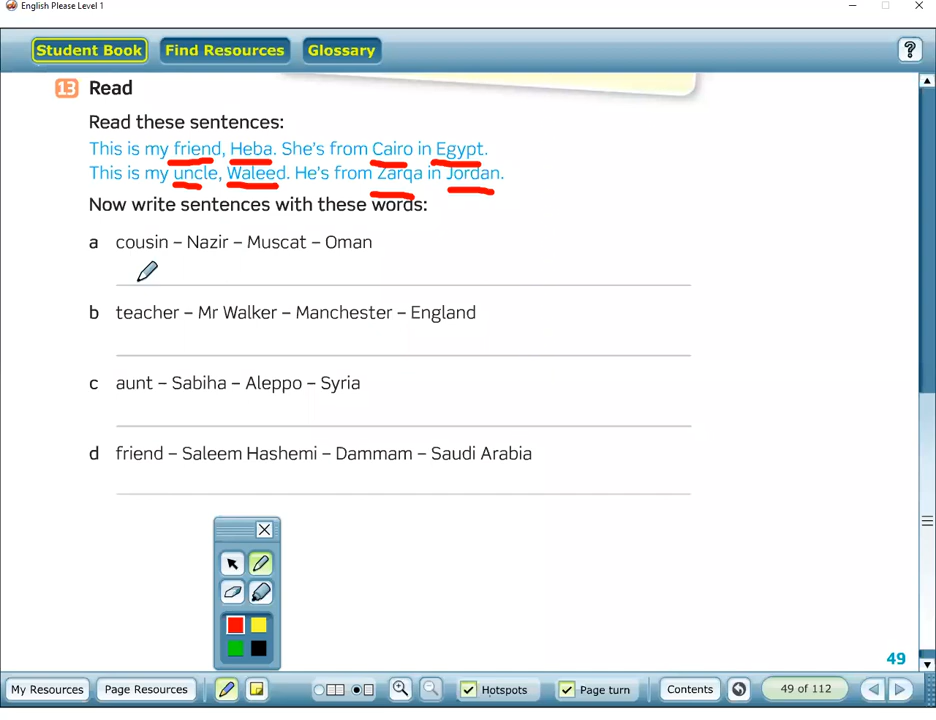 English Please Level 1
Student Book Find Resources Glossary ?
13 Read
Read these sentences:
This is my friend, Heba. She's from Cairo in Egypt.
This is my uncle, Waleed. He's from Zarqa in Jordan.
Now write sentences with these words:
a cousin – Nazir – Muscat – Oman
b teacher – Mr Walker – Manchester – England
c aunt – Sabiha – Aleppo – Syria
d friend – Saleem Hashemi – Dammam – Saudi Arabia
49
My Resources Page Resources Hotspots Page turn Contents 49 of 112